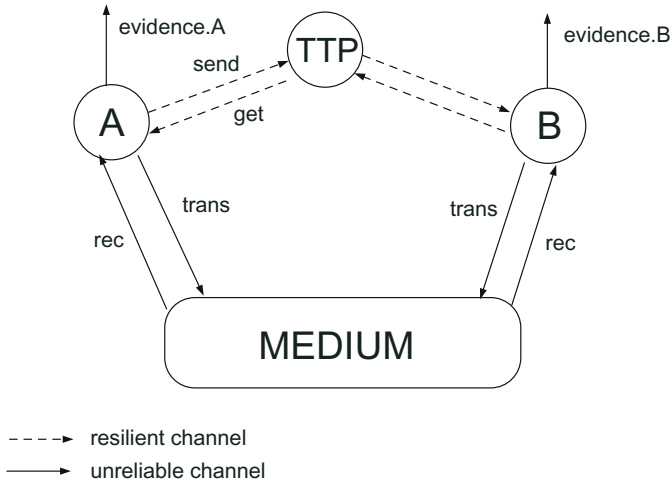 evidence.A
TTP
evidence.B
send
get
A
B
trans
trans
rec
rec
MEDIUM
resilient channel
unreliable channel